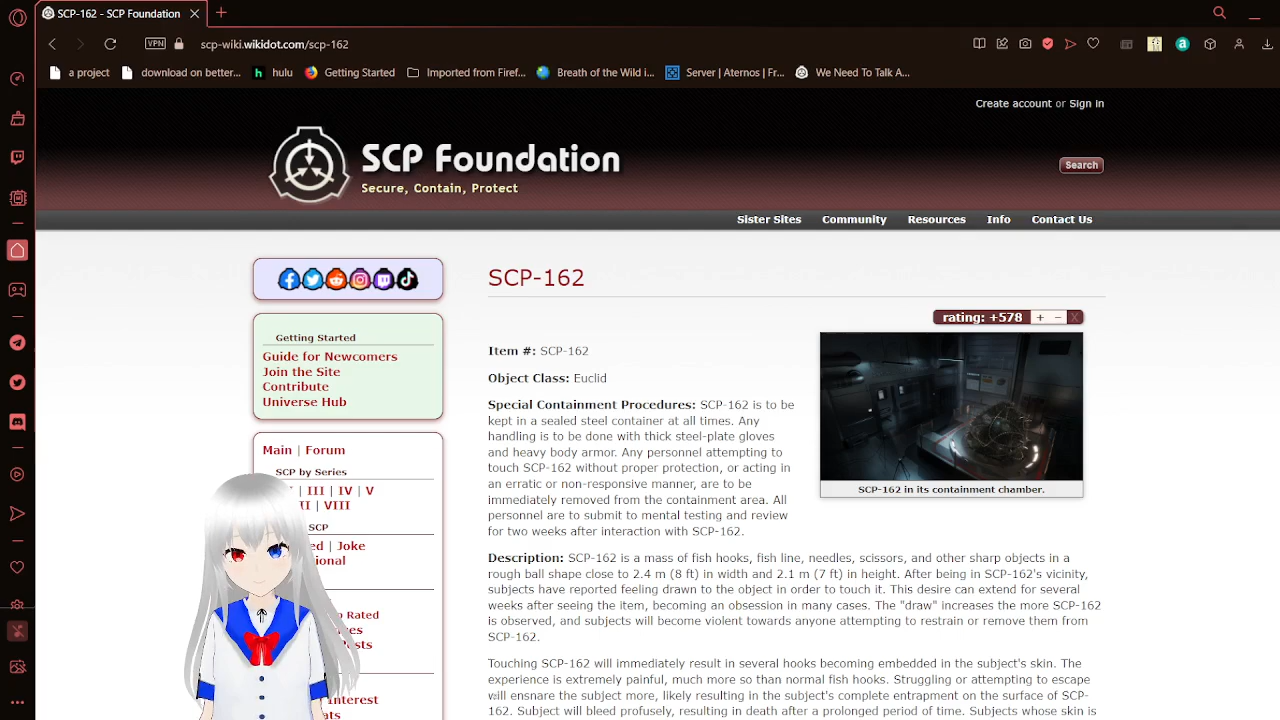 SCP-162 - SCP Foundation
VPN
scp-wiki.wikidot.com/scp-162
a project
download on better...
h hulu
Getting Started
Imported from Firef...
Breath of the Wild i...
Server | Aternos | Fr...
We Need To Talk A...
Create account or Sign in
SCP Foundation
Secure, Contain, Protect
Search
Sister Sites
Community
Resources
Info
Contact Us
Getting Started
Guide for Newcomers
Join the Site
Contribute
Universe Hub
Main | Forum
SCP by Series
| III | IV | V
II | VIII
SCP
ed | Joke
ional
Rated
res
sts
Interest
ats
SCP-162
rating: +578 + − X
SCP-162 in its containment chamber.
Item #: SCP-162
Object Class: Euclid
Special Containment Procedures: SCP-162 is to be
kept in a sealed steel container at all times. Any
handling is to be done with thick steel-plate gloves
and heavy body armor. Any personnel attempting to
touch SCP-162 without proper protection, or acting in
an erratic or non-responsive manner, are to be
immediately removed from the containment area. All
personnel are to submit to mental testing and review
for two weeks after interaction with SCP-162.
Description: SCP-162 is a mass of fish hooks, fish line, needles, scissors, and other sharp objects in a
rough ball shape close to 2.4 m (8 ft) in width and 2.1 m (7 ft) in height. After being in SCP-162's vicinity,
subjects have reported feeling drawn to the object in order to touch it. This desire can extend for several
weeks after seeing the item, becoming an obsession in many cases. The "draw" increases the more SCP-162
is observed, and subjects will become violent towards anyone attempting to restrain or remove them from
SCP-162.
Touching SCP-162 will immediately result in several hooks becoming embedded in the subject's skin. The
experience is extremely painful, much more so than normal fish hooks. Struggling or attempting to escape
will ensnare the subject more, likely resulting in the subject's complete entrapment on the surface of SCP-
162. Subject will bleed profusely, resulting in death after a prolonged period of time. Subjects whose skin is